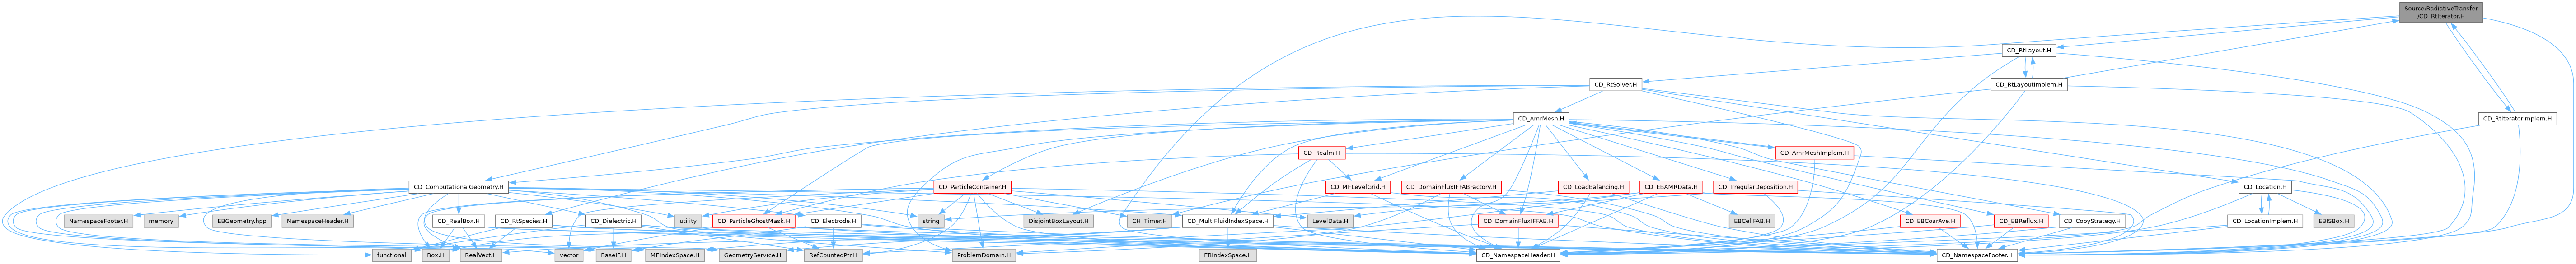 Source/RadiativeTransfer
/CD_RtIterator.H
CD_RtLayout.H
CD_RtSolver.H
CD_RtLayoutImplem.H
CD_AmrMesh.H
CD_RtIteratorImplem.H
CD_Realm.H
CD_AmrMeshImplem.H
CD_ComputationalGeometry.H
CD_ParticleContainer.H
CD_MFLevelGrid.H
CD_DomainFluxIFFABFactory.H
CD_LoadBalancing.H
CD_EBAMRData.H
CD_IrregularDeposition.H
CD_Location.H
NamespaceFooter.H
memory
EBGeometry.hpp
NamespaceHeader.H
CD_RealBox.H
CD_RtSpecies.H
CD_Dielectric.H
utility
CD_ParticleGhostMask.H
CD_Electrode.H
string
DisjointBoxLayout.H
CH_Timer.H
CD_MultiFluidIndexSpace.H
LevelData.H
CD_DomainFluxIFFAB.H
EBCellFAB.H
CD_EBCoarAve.H
CD_EBReflux.H
CD_CopyStrategy.H
CD_LocationImplem.H
EBISBox.H
functional
Box.H
RealVect.H
vector
BaseIF.H
MFIndexSpace.H
GeometryService.H
RefCountedPtr.H
ProblemDomain.H
EBIndexSpace.H
CD_NamespaceHeader.H
CD_NamespaceFooter.H